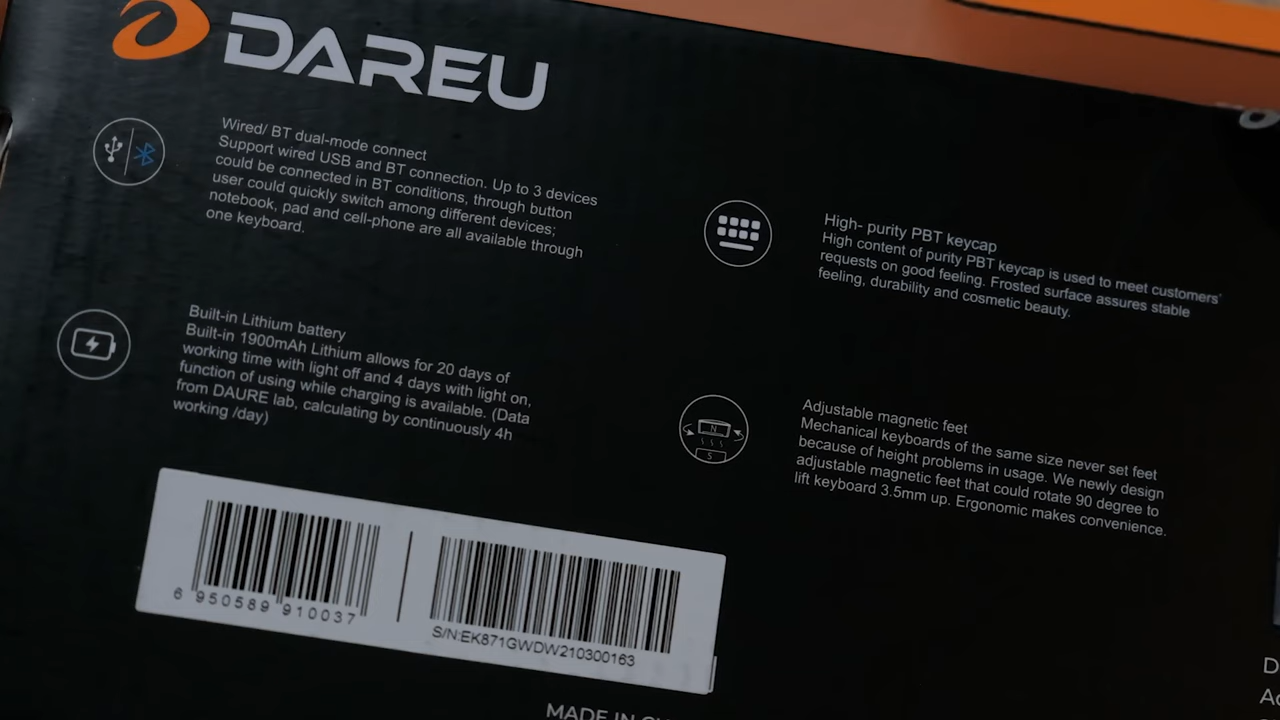 DAREU
Wired/ BT dual-mode connect
Support wired USB and BT connection. Up to 3 devices
could be connected in BT conditions, through button
user could quickly switch among different devices;
notebook, pad and cell-phone are all available through
one keyboard.
Built-in Lithium battery
Built-in 1900mAh Lithium allows for 20 days of
working time with light off and 4 days with light on,
function of using while charging is available. (Data
from DAURE lab, calculating by continuously 4h
working /day)
High- purity PBT keycap
High content of purity PBT keycap is used to meet customers'
requests on good feeling. Frosted surface assures stable
feeling, durability and cosmetic beauty.
N
S
Adjustable magnetic feet
Mechanical keyboards of the same size never set feet
because of height problems in usage. We newly design
adjustable magnetic feet that could rotate 90 degree to
lift keyboard 3.5mm up. Ergonomic makes convenience.
6 950589 910037
S/N:EK871GWDW210300163
MADE IN